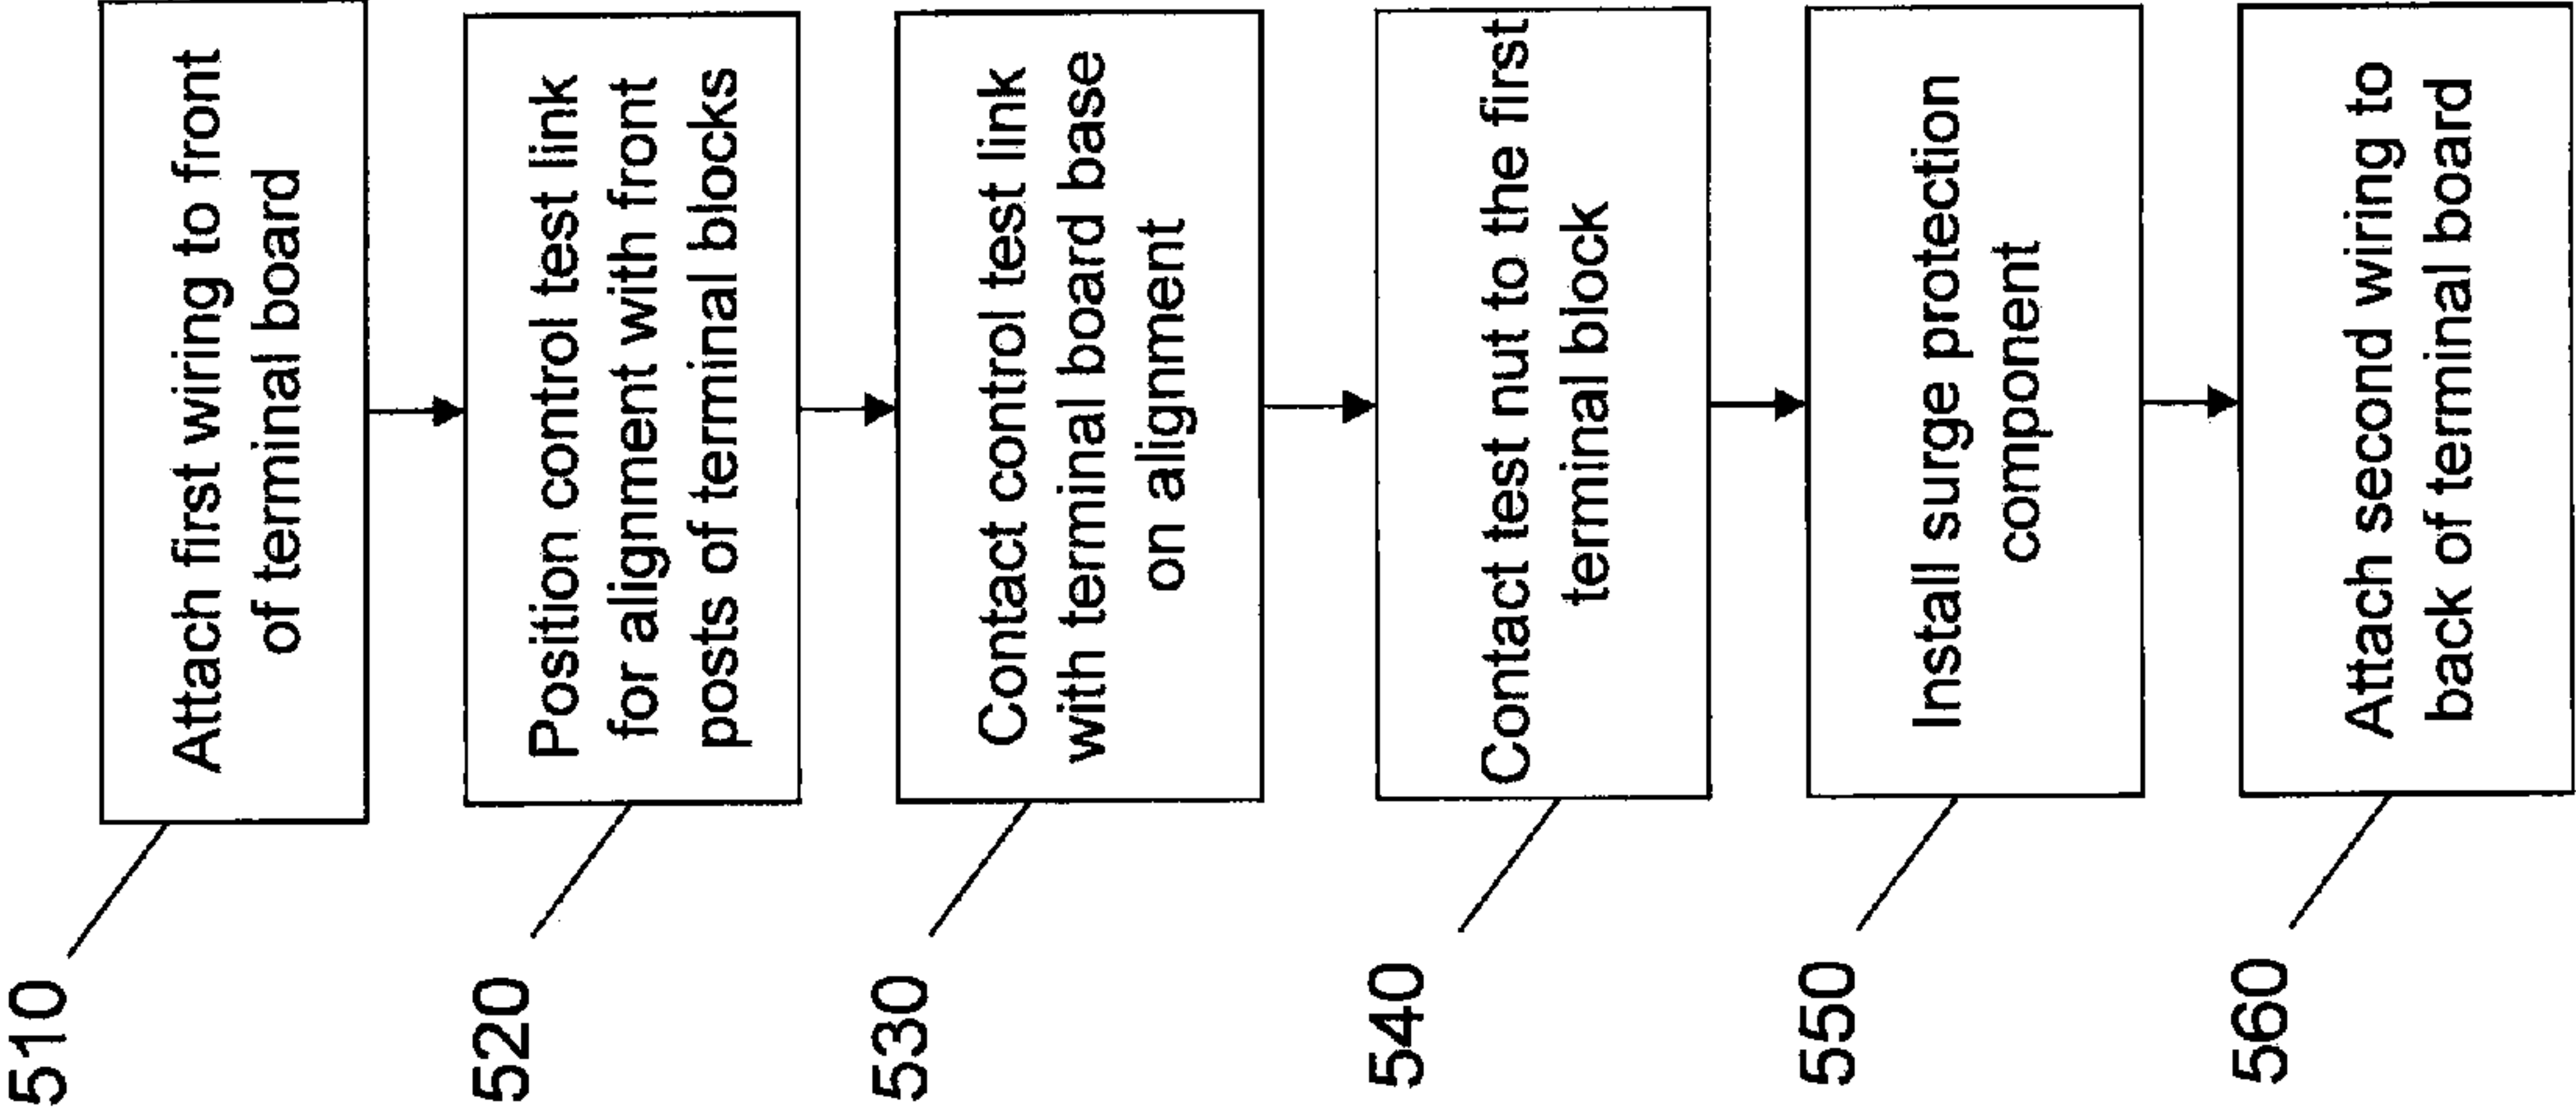 510
Attach first wiring to front
of terminal board
520
Position control test link
for alignment with front
posts of terminal blocks
530
Contact control test link
with terminal board base
on alignment
540
Contact test nut to the first
terminal block
550
Install surge protection
component
560
Attach second wiring to
back of terminal board